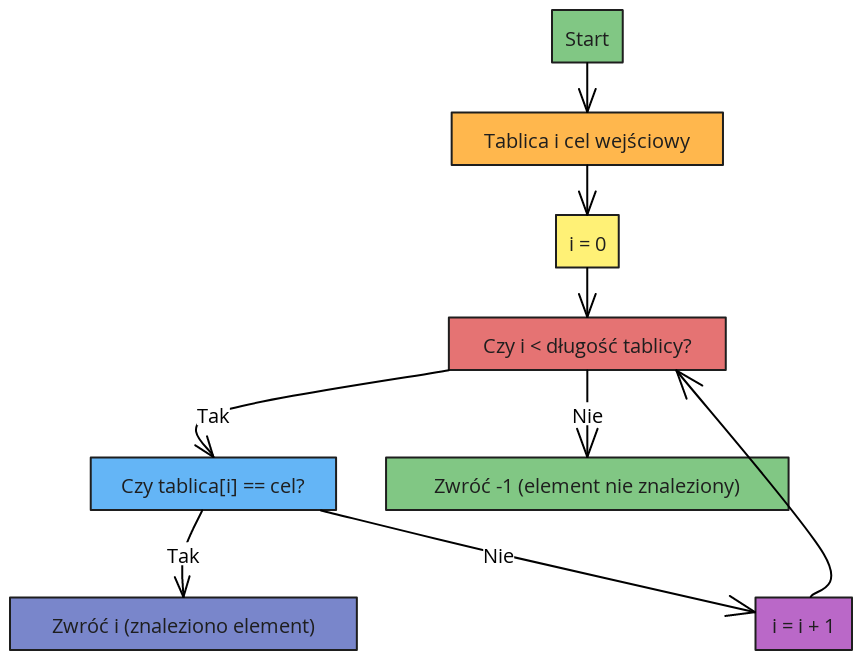 Start
Tablica i cel wejściowy
i = 0
Czy i < długość tablicy?
Tak
Nie
Czy tablica[i] == cel?
Zwróć -1 (element nie znaleziony)
Tak
Nie
Zwróć i (znaleziono element)
i = i + 1